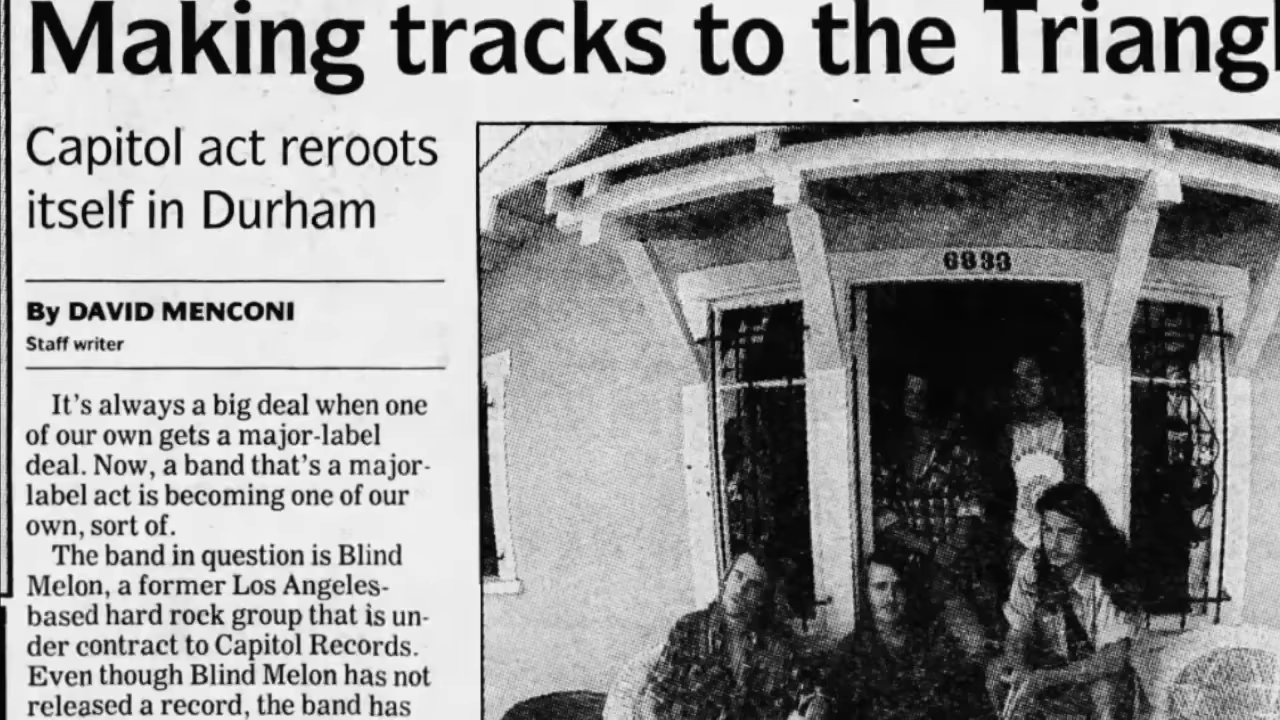 Making tracks to the Triang
Capitol act reroots
itself in Durham
By DAVID MENCONI
Staff writer
It's always a big deal when one
of our own gets a major-label
deal. Now, a band that's a major-
label act is becoming one of our
own, sort of.
The band in question is Blind
Melon, a former Los Angeles-
based hard rock group that is un-
der contract to Capitol Records.
Even though Blind Melon has not
released a record, the band has
6833